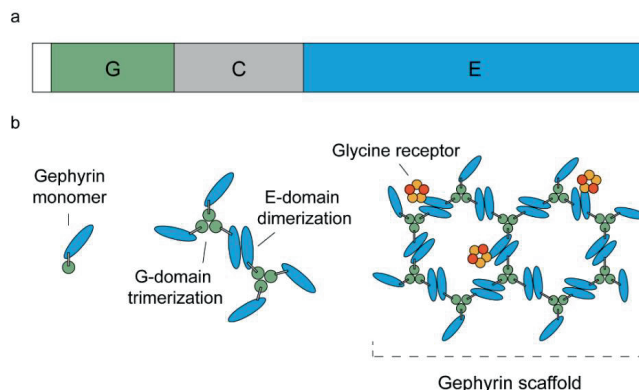 a
G C E
b
Glycine receptor
Gephyrin
monomer
E-domain
dimerization
G-domain
trimerization
Gephyrin scaffold